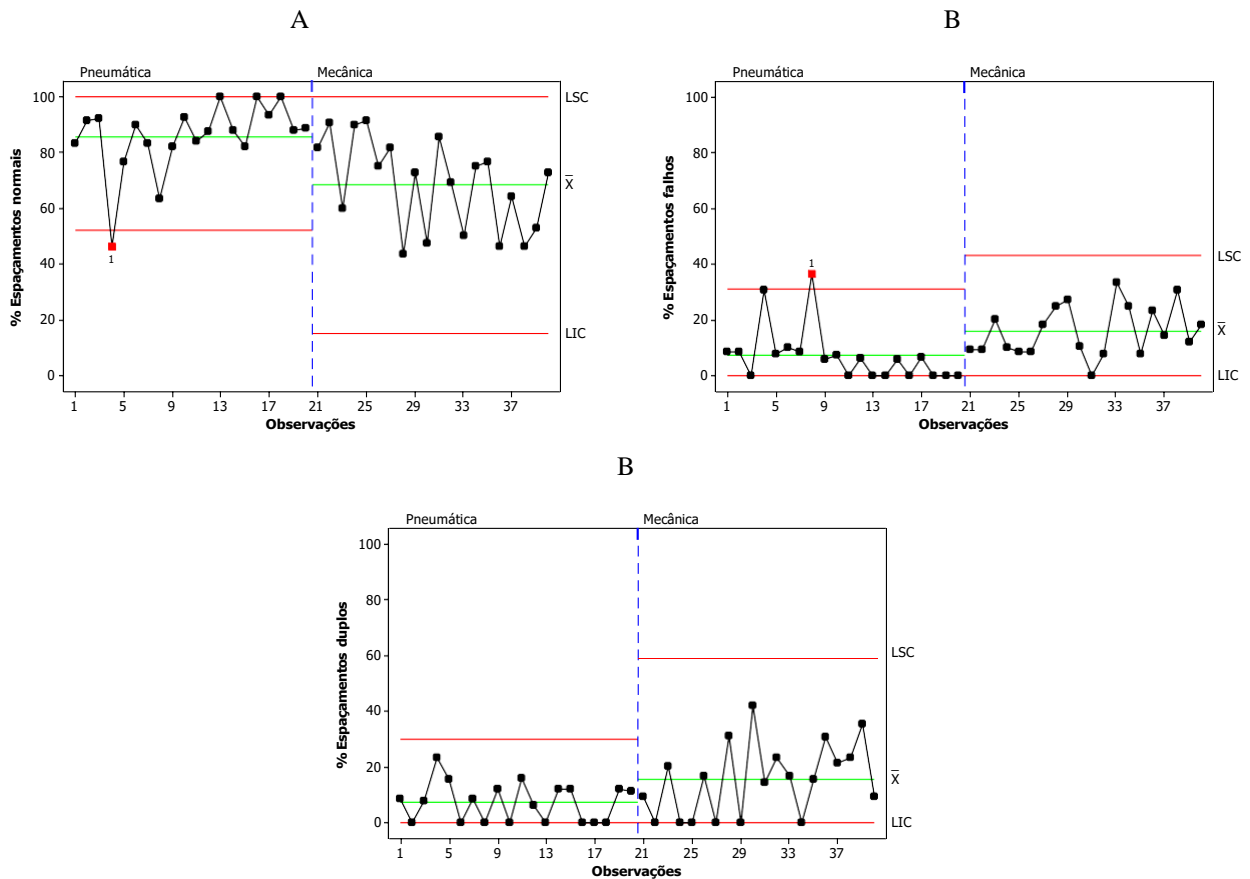 A
Pneumática Mecânica
100
80
60
40
20
0
% Espaçamentos normais
LSC
X̄
LIC
1
1 5 9 13 17 21 25 29 33 37
Observações
B
Pneumática Mecânica
100
80
60
40
20
0
% Espaçamentos falhos
1
LSC
X̄
LIC
1 5 9 13 17 21 25 29 33 37
Observações
B
Pneumática Mecânica
100
80
60
40
20
0
% Espaçamentos duplos
LSC
X̄
LIC
1 5 9 13 17 21 25 29 33 37
Observações